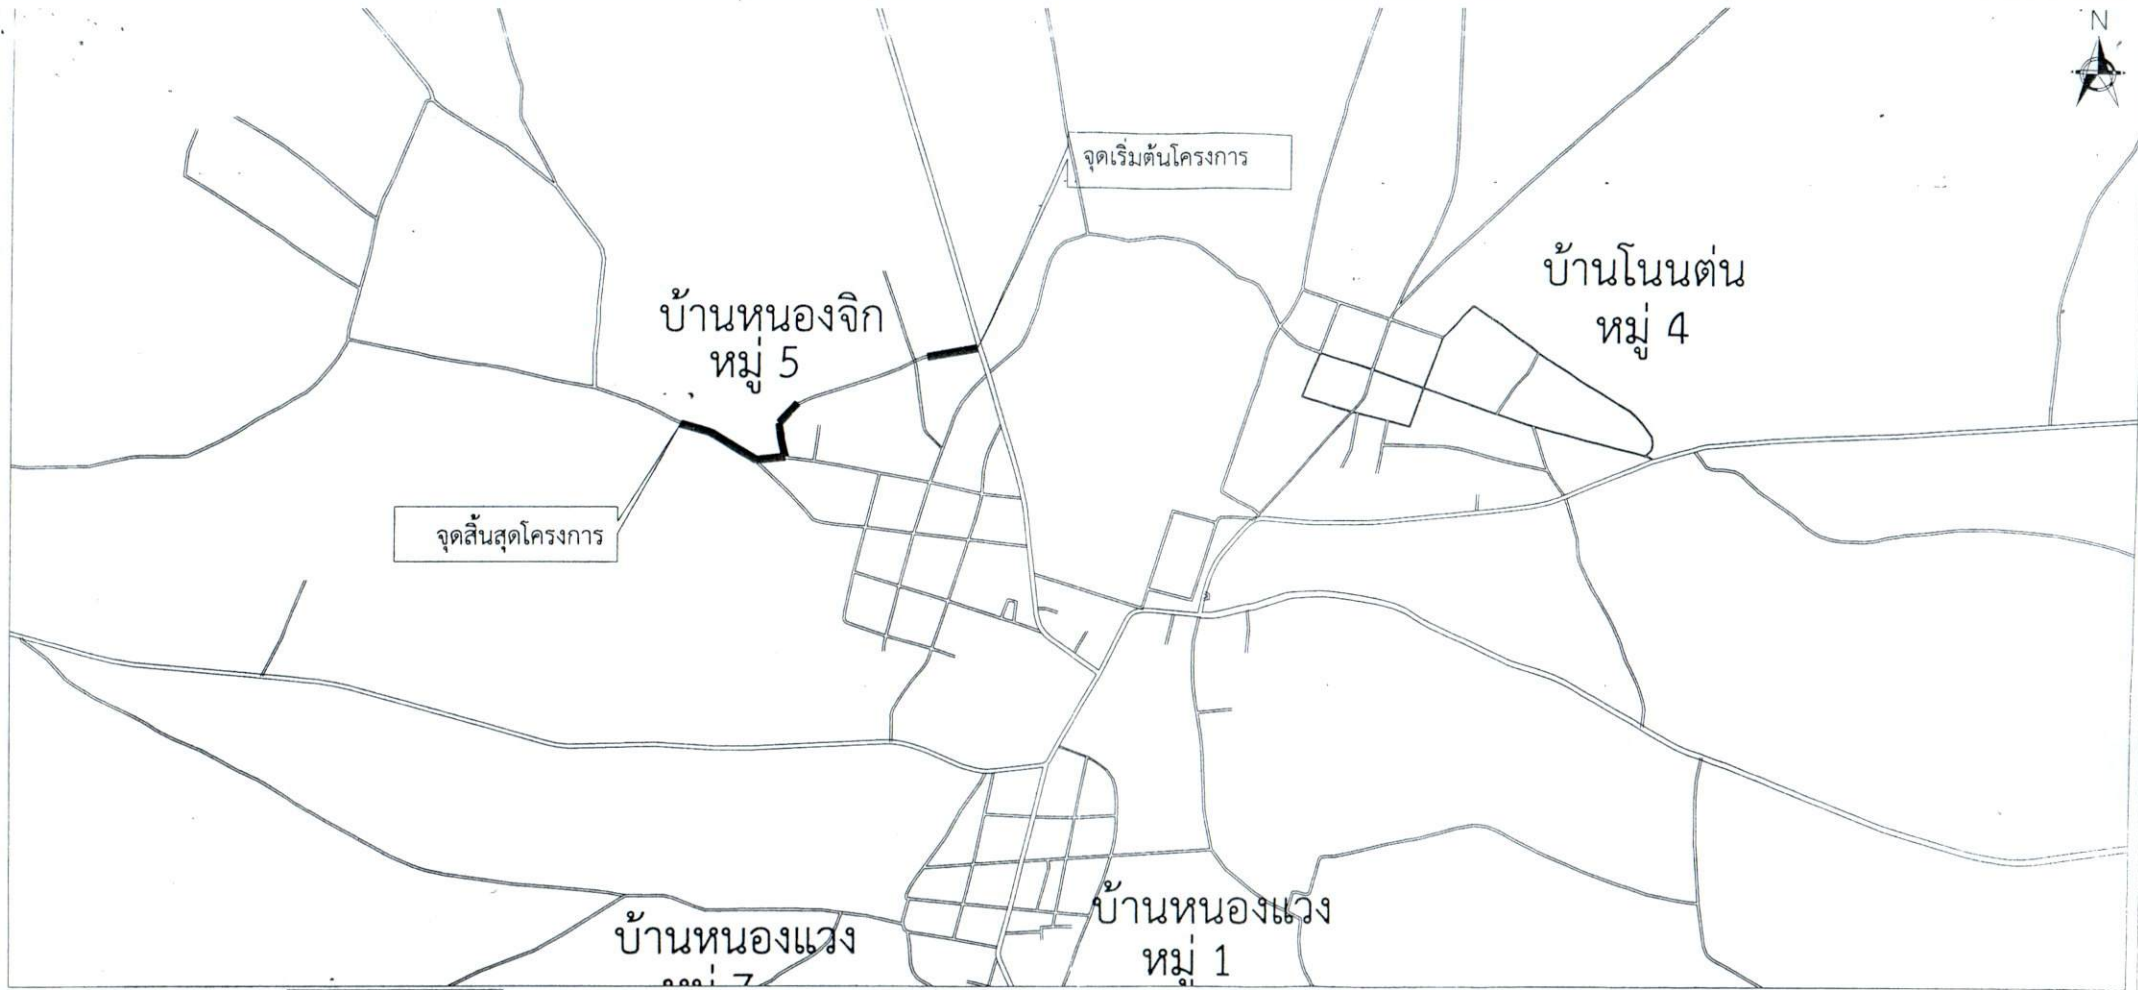 N
จุดเริ่มต้นโครงการ
บ้านโนนต่น
หมู่ 4
บ้านหนองจิก
หมู่ 5
จุดสิ้นสุดโครงการ
บ้านหนองแวง
หมู่ 1
บ้านหนองแวง
หมู่ 7